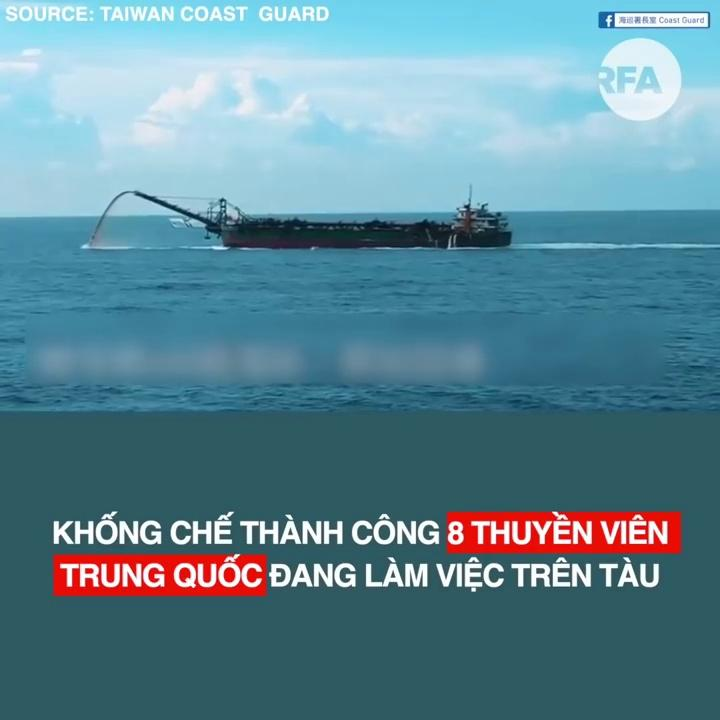 SOURCE: TAIWAN COAST GUARD
海巡署長室 Coast Guard
RFA
KHỐNG CHẾ THÀNH CÔNG 8 THUYỀN VIÊN
TRUNG QUỐC ĐANG LÀM VIỆC TRÊN TÀU